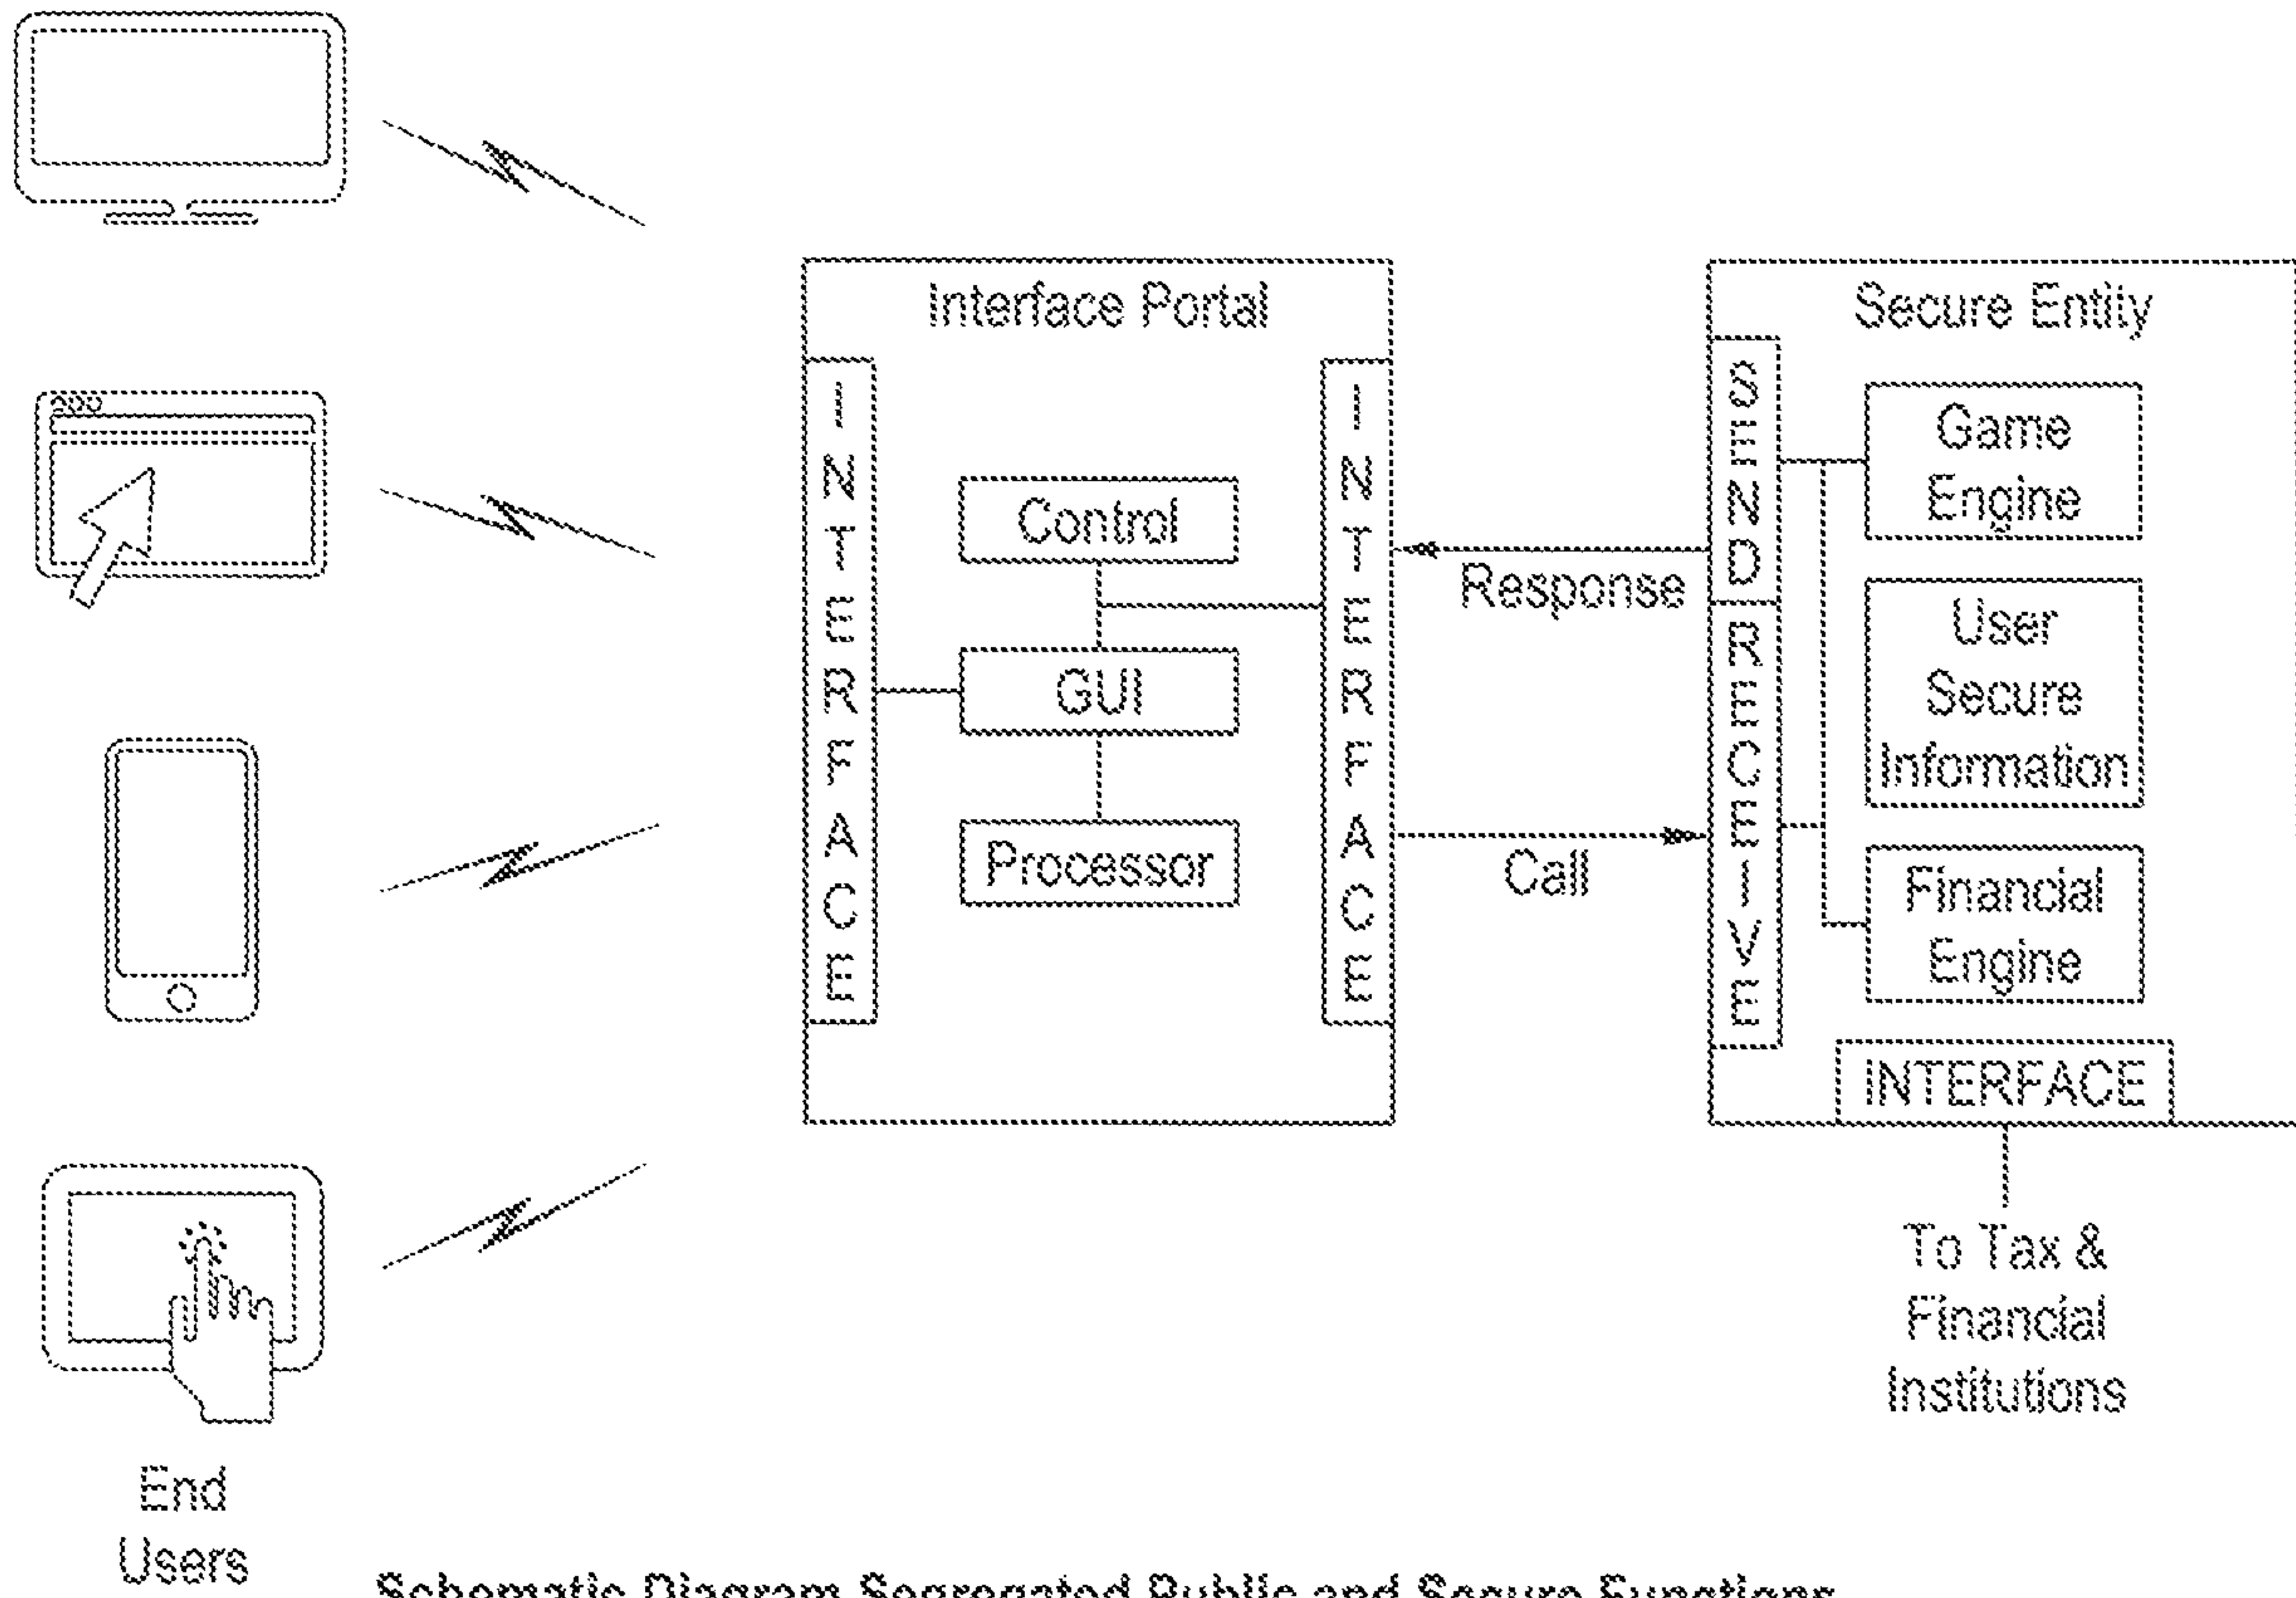 Interface Portal
INTERFACE
Control
GUI
Processor
INTERFACE
Response
Call
Secure Entity
SEND
RECEIVE
Game
Engine
User
Secure
Information
Financial
Engine
INTERFACE
To Tax &
Financial
Institutions
End
Users
Schematic Diagram Segregated Public and Secure Functions